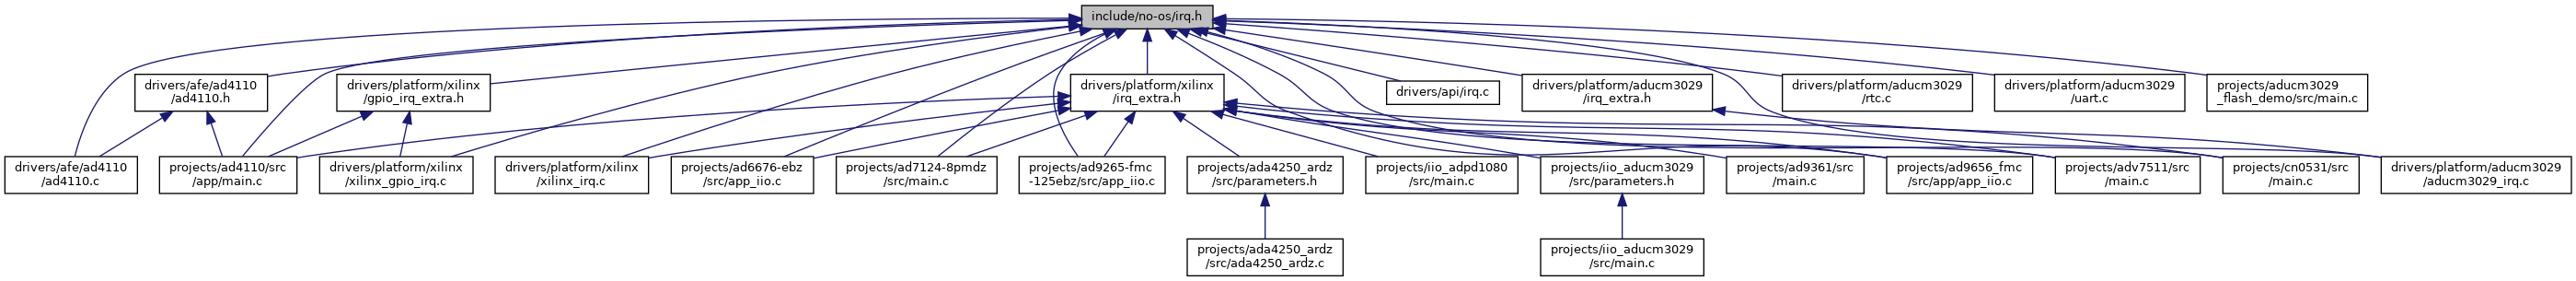 include/no-os/irq.h
drivers/afe/ad4110
/ad4110.h
drivers/platform/xilinx
/gpio_irq_extra.h
drivers/platform/xilinx
/irq_extra.h
drivers/api/irq.c
drivers/platform/aducm3029
/irq_extra.h
drivers/platform/aducm3029
/rtc.c
drivers/platform/aducm3029
/uart.c
projects/aducm3029
_flash_demo/src/main.c
drivers/afe/ad4110
/ad4110.c
projects/ad4110/src
/app/main.c
drivers/platform/xilinx
/xilinx_gpio_irq.c
drivers/platform/xilinx
/xilinx_irq.c
projects/ad6676-ebz
/src/app_iio.c
projects/ad7124-8pmdz
/src/main.c
projects/ad9265-fmc
-125ebz/src/app_iio.c
projects/ada4250_ardz
/src/parameters.h
projects/iio_adpd1080
/src/main.c
projects/iio_aducm3029
/src/parameters.h
projects/ad9361/src
/main.c
projects/ad9656_fmc
/src/app/app_iio.c
projects/adv7511/src
/main.c
projects/cn0531/src
/main.c
drivers/platform/aducm3029
/aducm3029_irq.c
projects/ada4250_ardz
/src/ada4250_ardz.c
projects/iio_aducm3029
/src/main.c